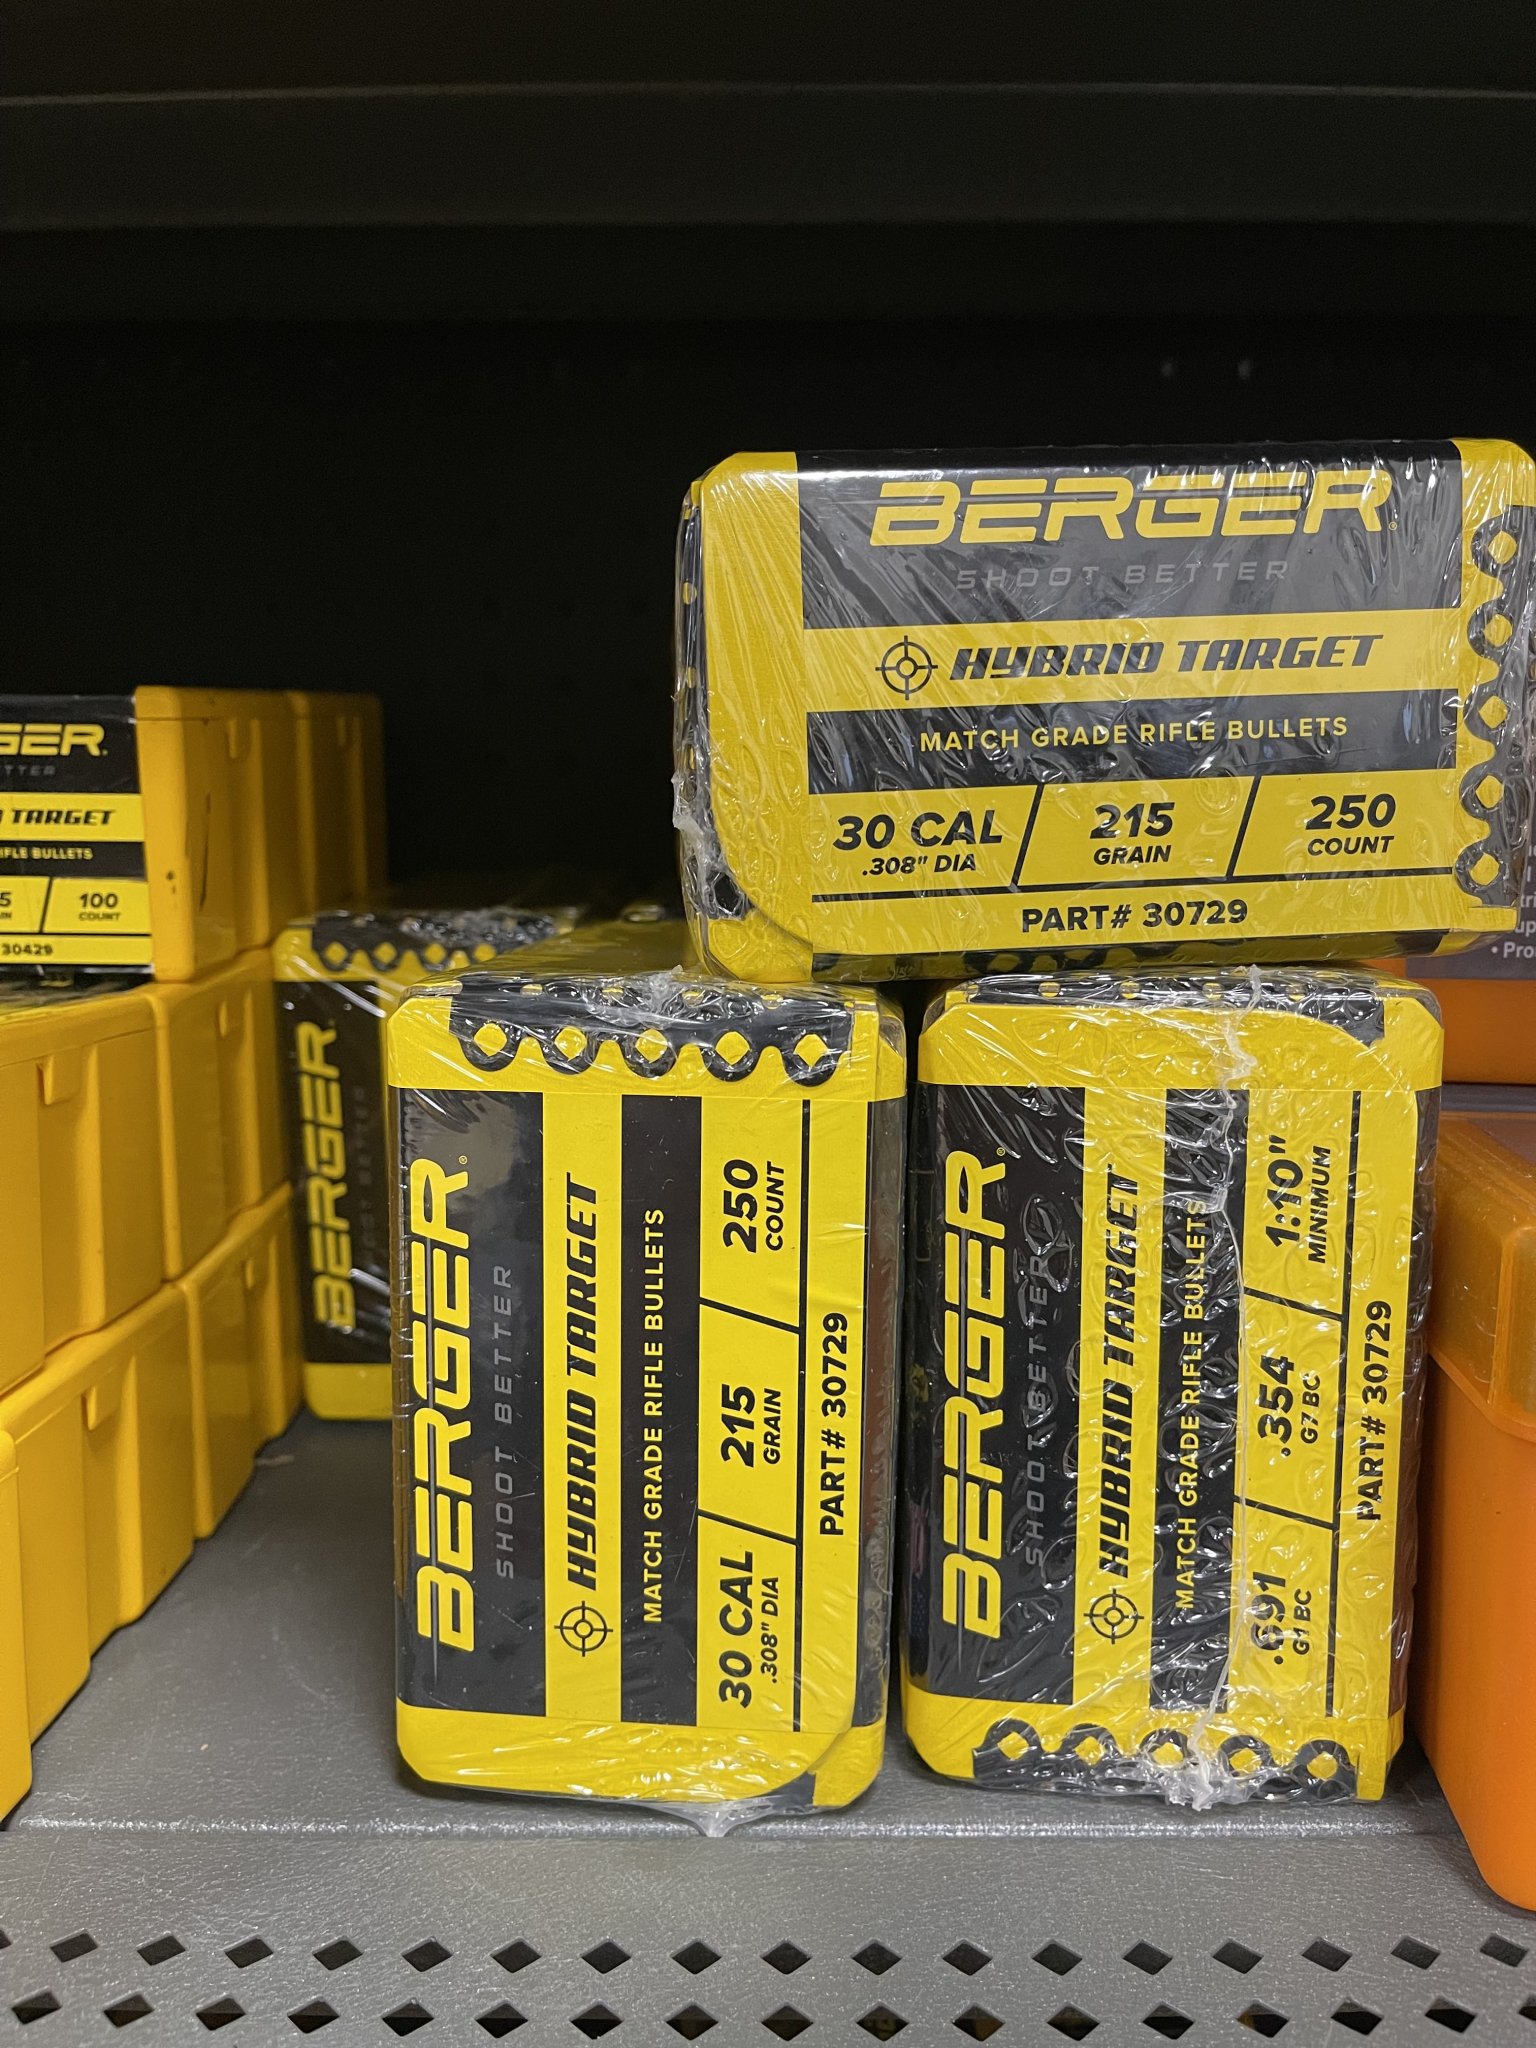 BERGER
SHOOT BETTER
HYBRID TARGET
MATCH GRADE RIFLE BULLETS
30 CAL
.308" DIA
215
GRAIN
250
COUNT
PART# 30729
TARGET
BULLETS
100
COUNT
30429
BERGER
BERGER
SHOOT BETTER
HYBRID TARGET
MATCH GRADE RIFLE BULLETS
30 CAL
.308" DIA
215
GRAIN
250
COUNT
PART# 30729
BERGER
SHOOT BETTER
HYBRID TARGET
MATCH GRADE RIFLE BULLETS
.691
G1 BC
.354
G7 BC
1:10"
MINIMUM
PART# 30729